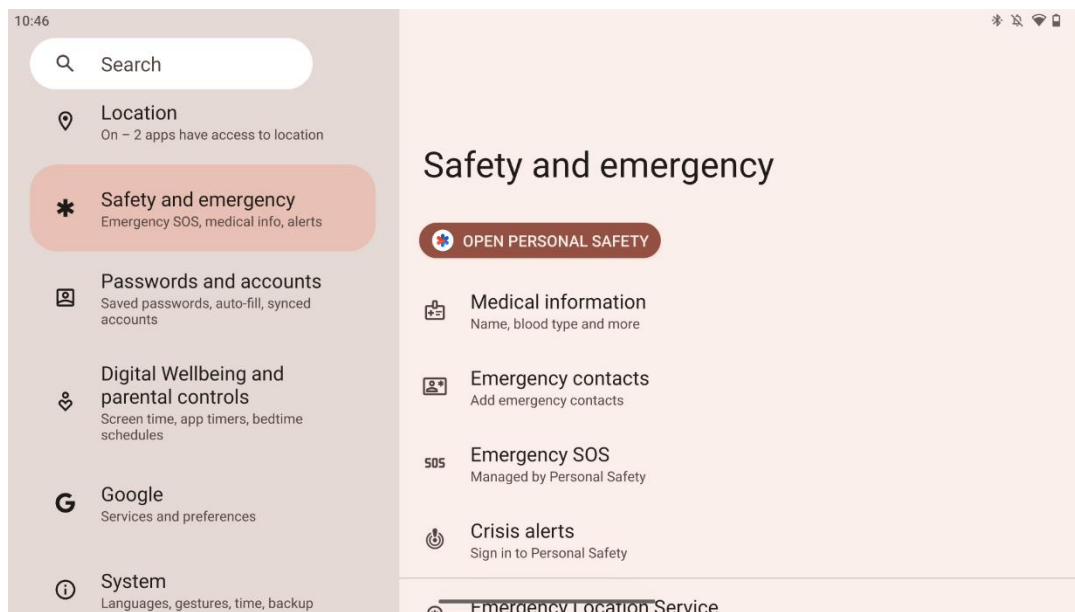 10:46
Search
Location
On – 2 apps have access to location
Safety and emergency
Emergency SOS, medical info, alerts
Passwords and accounts
Saved passwords, auto-fill, synced
accounts
Digital Wellbeing and
parental controls
Screen time, app timers, bedtime
schedules
Google
Services and preferences
System
Languages, gestures, time, backup
Safety and emergency
OPEN PERSONAL SAFETY
Medical information
Name, blood type and more
Emergency contacts
Add emergency contacts
SOS
Emergency SOS
Managed by Personal Safety
Crisis alerts
Sign in to Personal Safety
Emergency Location Service